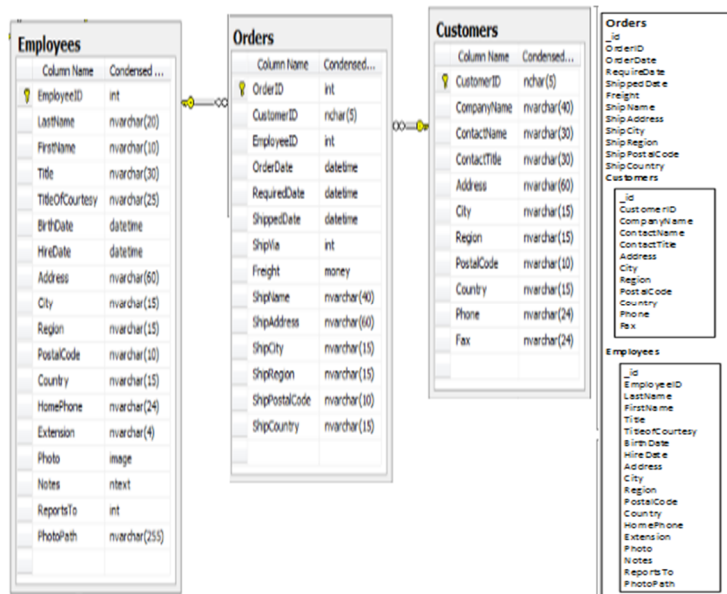 Employees
Column Name Condensed ...
EmployeeID int
LastName nvarchar(20)
FirstName nvarchar(10)
Title nvarchar(30)
TitleOfCourtesy nvarchar(25)
BirthDate datetime
HireDate datetime
Address nvarchar(60)
City nvarchar(15)
Region nvarchar(15)
PostalCode nvarchar(10)
Country nvarchar(15)
HomePhone nvarchar(24)
Extension nvarchar(4)
Photo image
Notes ntext
ReportsTo int
PhotoPath nvarchar(255)
Orders
Column Name Condensed...
OrderID int
CustomerID nchar(5)
EmployeeID int
OrderDate datetime
RequiredDate datetime
ShippedDate datetime
ShipVia int
Freight money
ShipName nvarchar(40)
ShipAddress nvarchar(60)
ShipCity nvarchar(15)
ShipRegion nvarchar(15)
ShipPostalCode nvarchar(10)
ShipCountry nvarchar(15)
Customers
Column Name Condensed...
CustomerID nchar(5)
CompanyName nvarchar(40)
ContactName nvarchar(30)
ContactTitle nvarchar(30)
Address nvarchar(60)
City nvarchar(15)
Region nvarchar(15)
PostalCode nvarchar(10)
Country nvarchar(15)
Phone nvarchar(24)
Fax nvarchar(24)
Orders
_id
OrderID
OrderDate
RequireDate
ShippedDate
Freight
ShipName
ShipAddress
ShipCity
ShipRegion
ShipPostalCode
ShipCountry
Customers
_id
CustomerID
CompanyName
ContactName
ContactTitle
Address
City
Region
PostalCode
Country
Phone
Fax
Employees
_id
EmployeeID
LastName
FirstName
Title
TitleofCourtesy
BirthDate
HireDate
Address
City
Region
PostalCode
Country
HomePhone
Extension
Photo
Notes
ReportsTo
PhotoPath